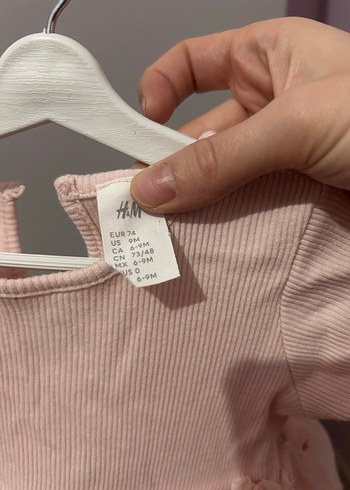 H&M
EUR 74
US 9M
CA 6-9M
CN 73/48
MX 6-9M
US 0
6-9M